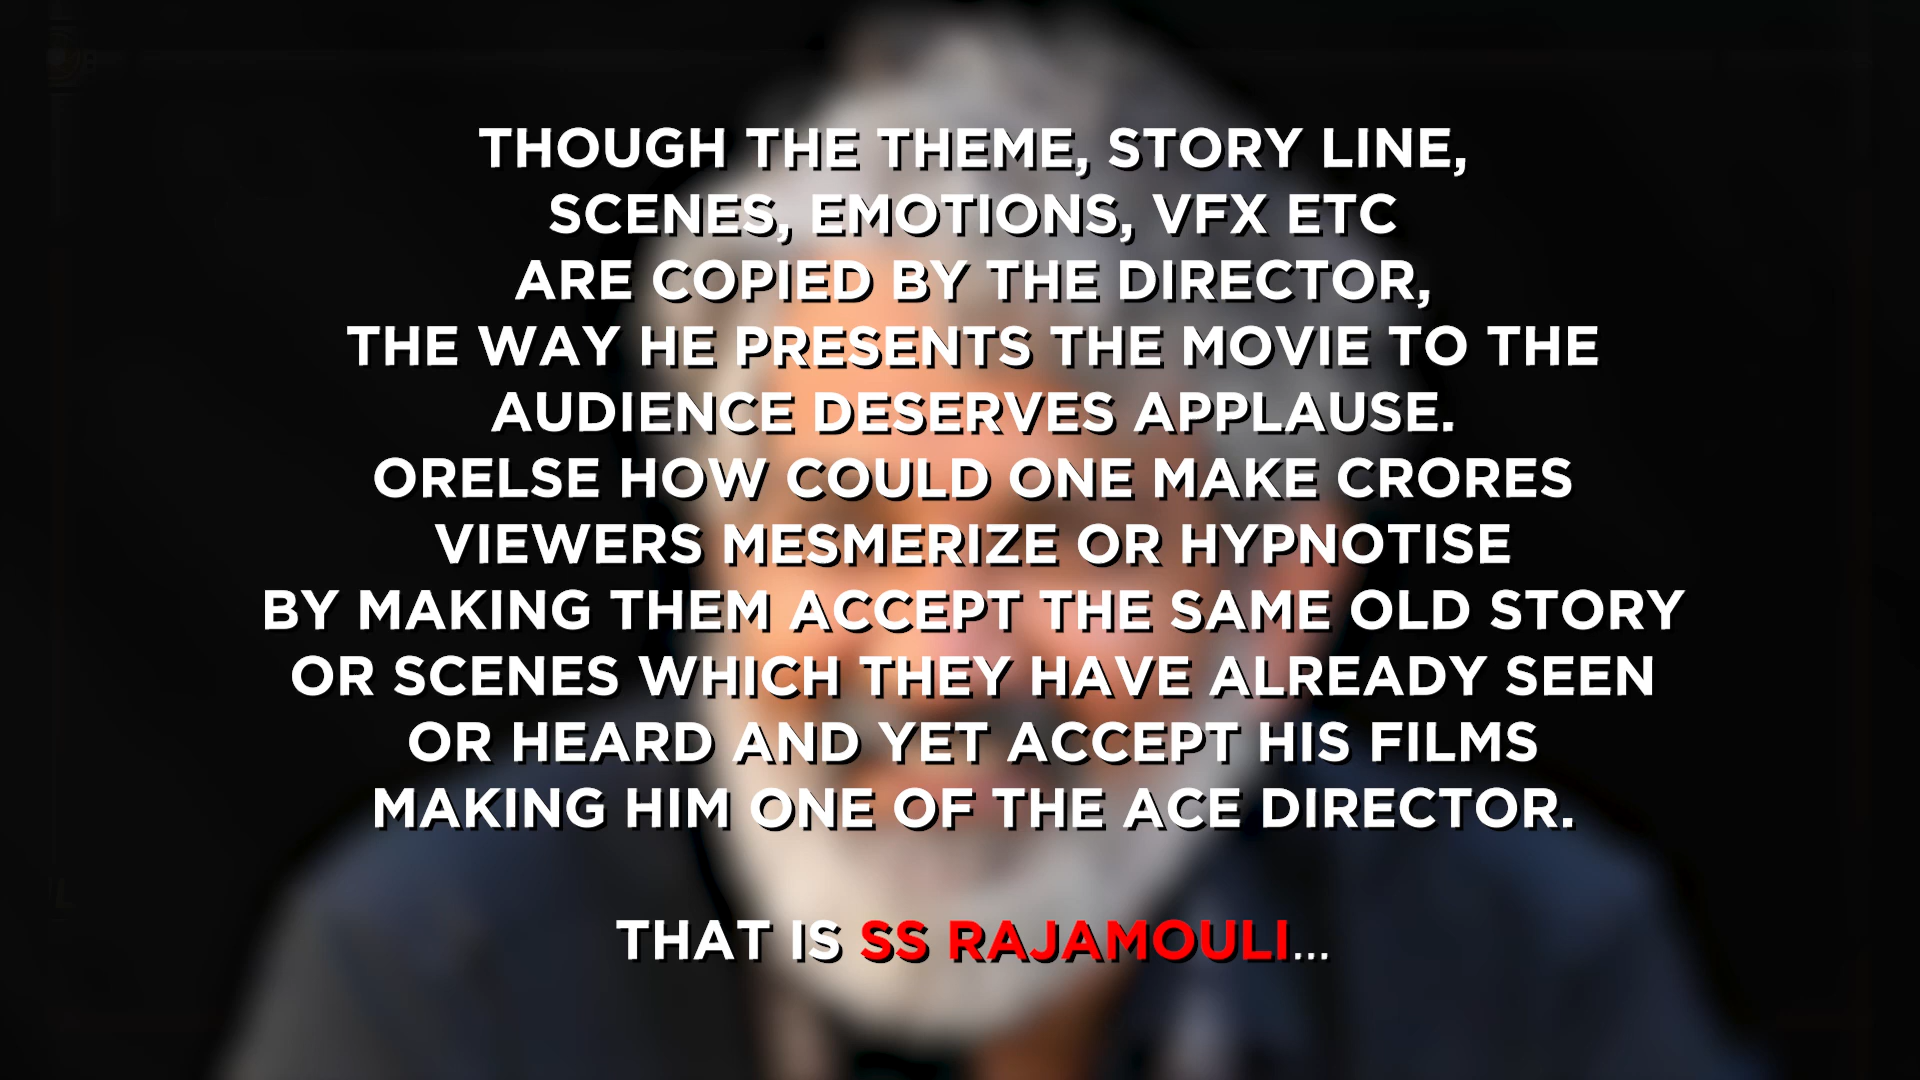 THOUGH THE THEME, STORY LINE,
SCENES, EMOTIONS, VFX ETC
ARE COPIED BY THE DIRECTOR,
THE WAY HE PRESENTS THE MOVIE TO THE
AUDIENCE DESERVES APPLAUSE.
ORELSE HOW COULD ONE MAKE CRORES
VIEWERS MESMERIZE OR HYPNOTISE
BY MAKING THEM ACCEPT THE SAME OLD STORY
OR SCENES WHICH THEY HAVE ALREADY SEEN
OR HEARD AND YET ACCEPT HIS FILMS
MAKING HIM ONE OF THE ACE DIRECTOR.
THAT IS SS RAJAMOULI...